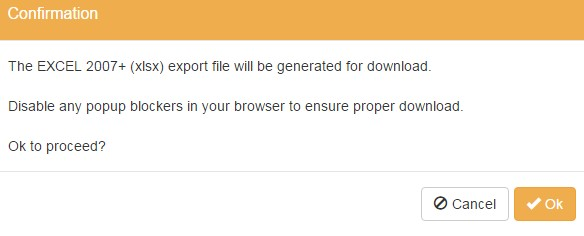 Confirmation
The EXCEL 2007+ (xlsx) export file will be generated for download.
Disable any popup blockers in your browser to ensure proper download.
Ok to proceed?
Cancel
Ok